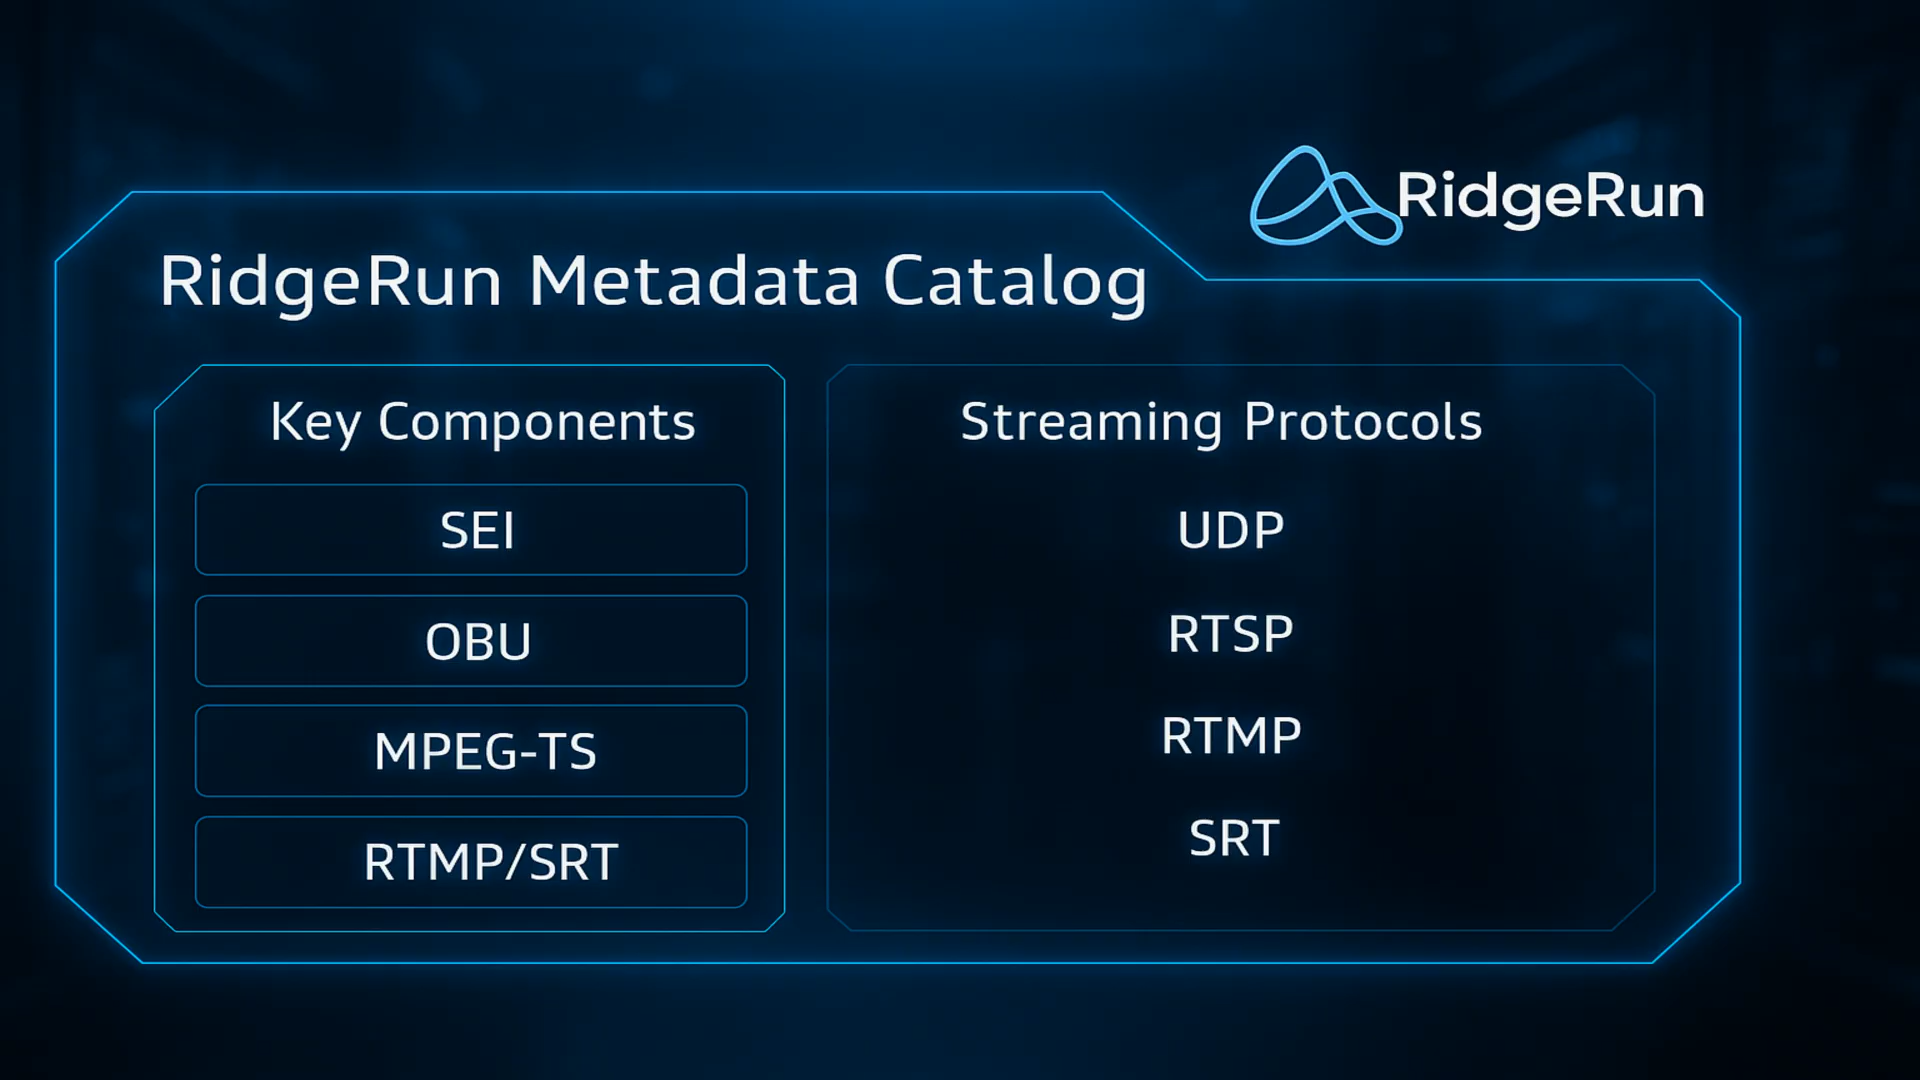 RidgeRun
RidgeRun Metadata Catalog
Key Components
SEI
OBU
MPEG-TS
RTMP/SRT
Streaming Protocols
UDP
RTSP
RTMP
SRT